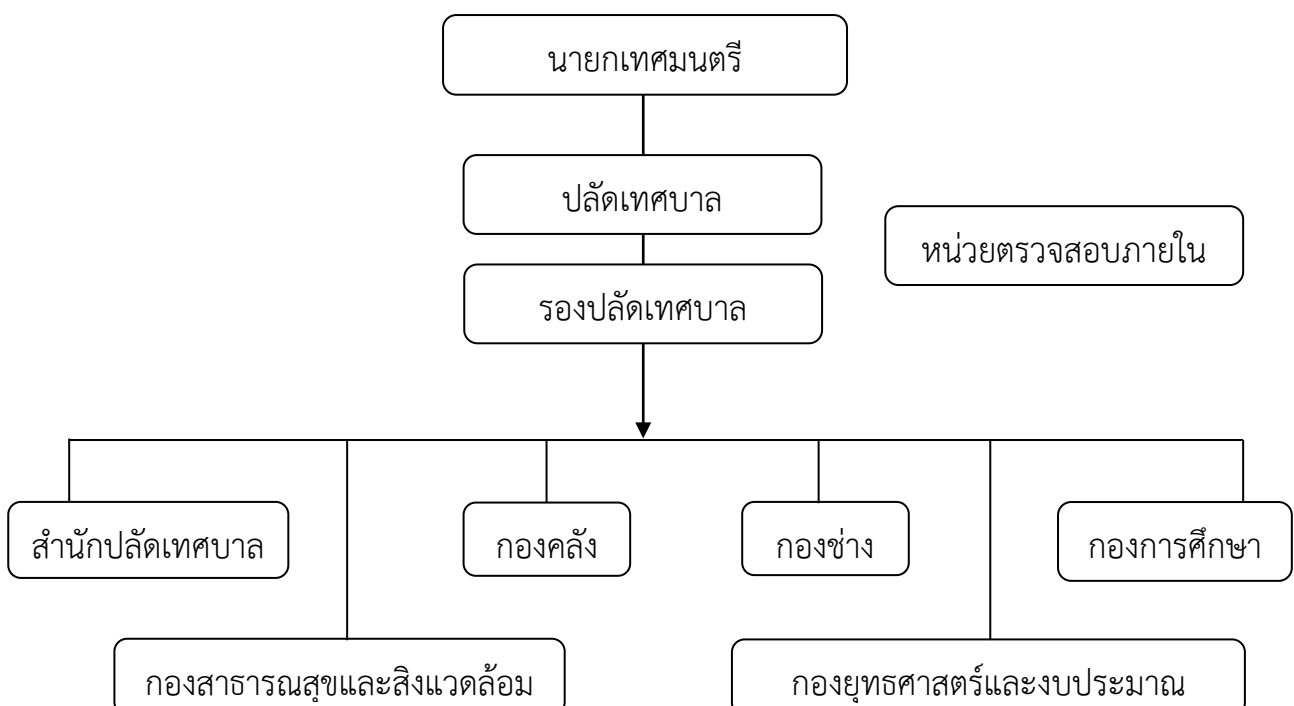 นายกเทศมนตรี
ปลัดเทศบาล
หน่วยตรวจสอบภายใน
รองปลัดเทศบาล
สำนักปลัดเทศบาล
กองคลัง
กองช่าง
กองการศึกษา
กองสาธารณสุขและสิงแวดล้อม
กองยุทธศาสตร์และงบประมาณ